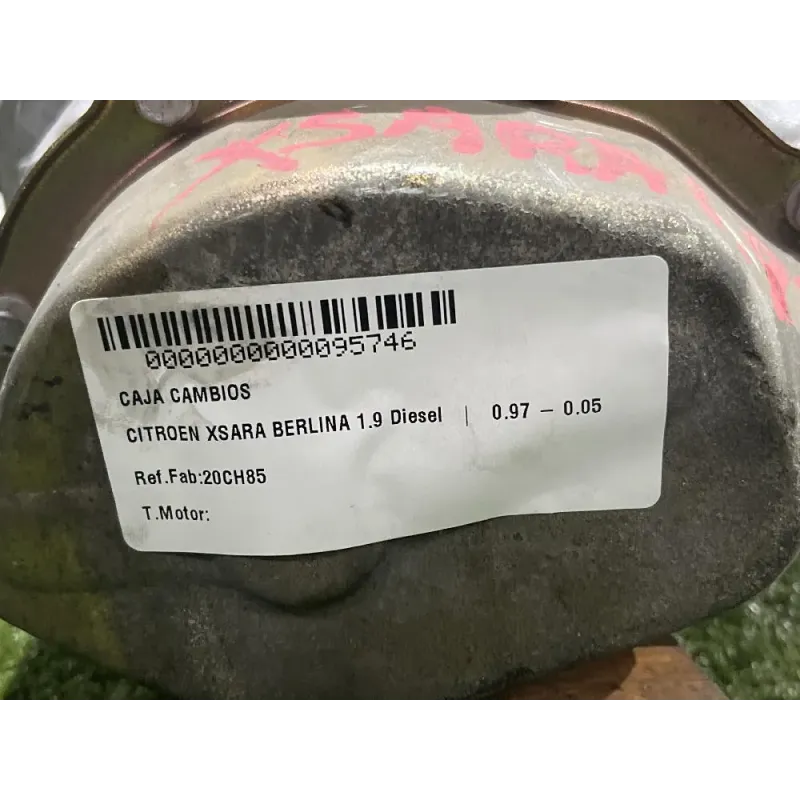 XSARA
0000000000095746
CAJA CAMBIOS
CITROEN XSARA BERLINA 1.9 Diesel | 0.97 – 0.05
Ref.Fab:20CH85
T.Motor: